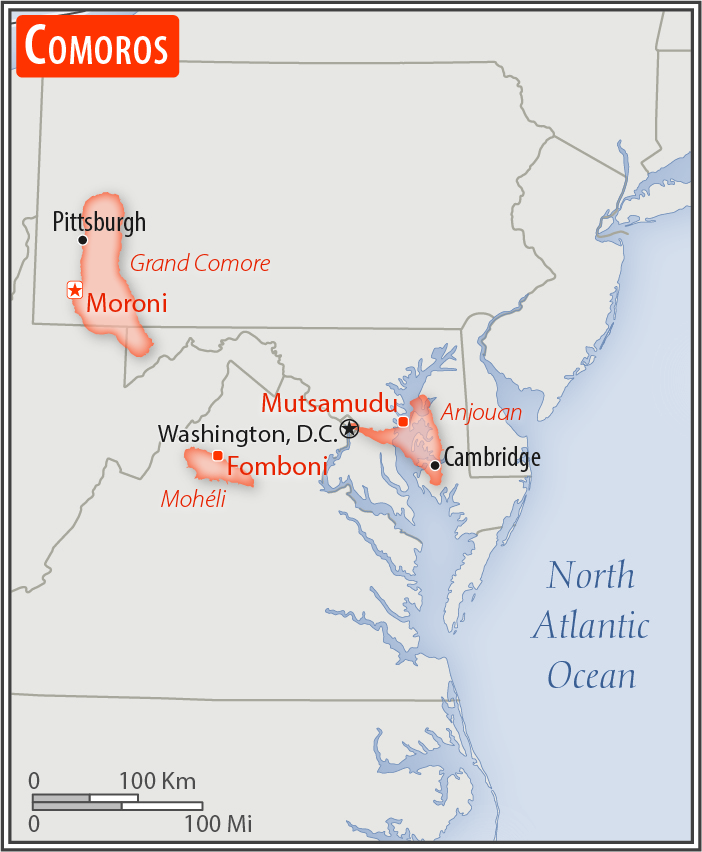 COMOROS
Pittsburgh
Grand Comore
Moroni
Mutsamudu
Anjouan
Washington, D.C.
Cambridge
Fomboni
Mohéli
North
Atlantic
Ocean
0 100 Km
0 100 Mi